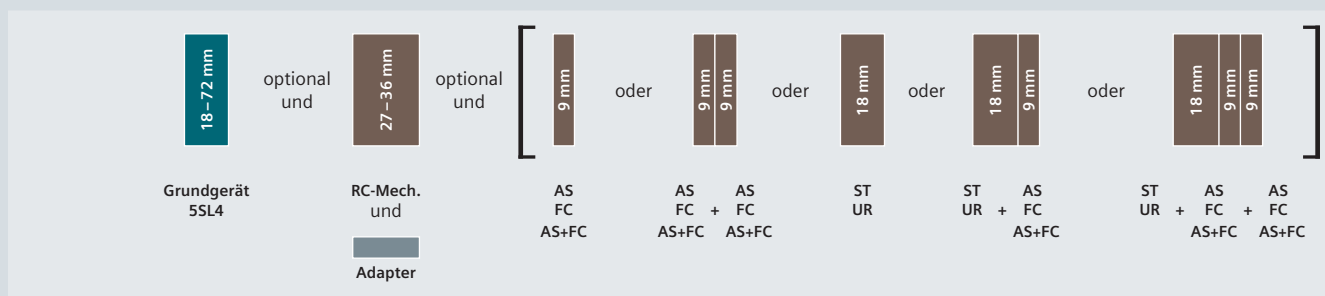 18–72 mm
optional
und
27–36 mm
optional
und
9 mm
oder
9 mm
9 mm
oder
18 mm
oder
18 mm
9 mm
oder
18 mm
9 mm
9 mm
Grundgerät
5SL4
RC-Mech.
und
Adapter
AS
FC
AS+FC
AS AS
FC + FC
AS+FC AS+FC
ST
UR
ST AS
UR + FC
AS+FC
ST AS AS
UR + FC + FC
AS+FC AS+FC